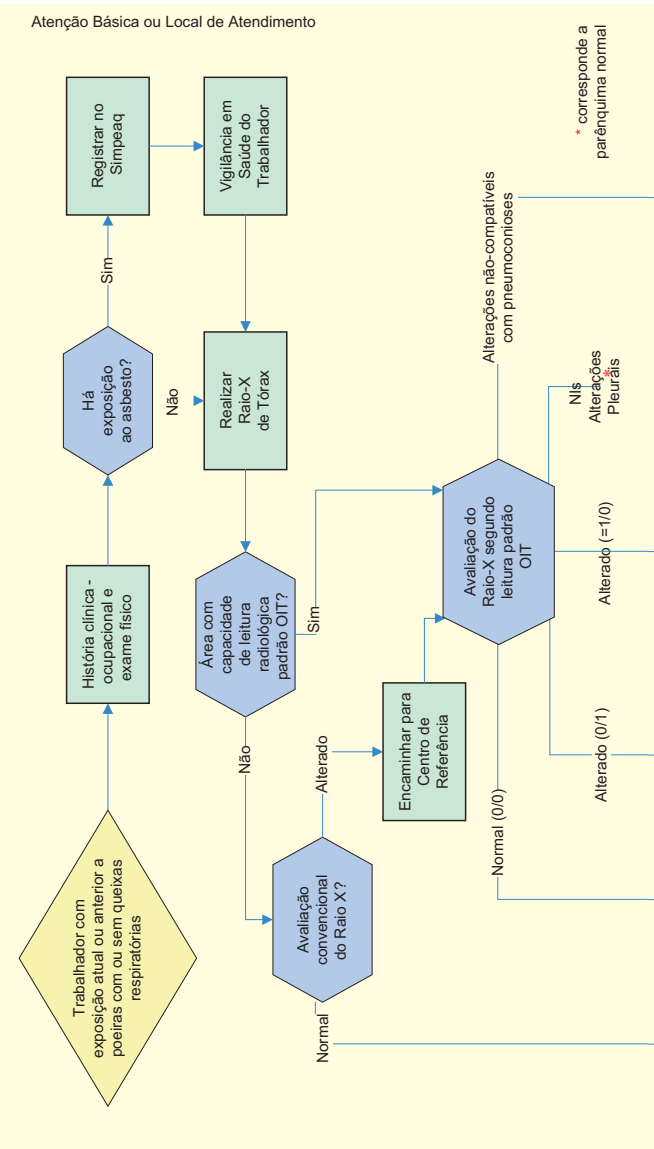 Atenção Básica ou Local de Atendimento
Trabalhador com
exposição atual ou anterior a
poeiras com ou sem queixas
respiratórias
História clínica -
ocupacional e
exame físico
Há
exposição
ao asbesto?
Sim
Registrar no
Simpeaq
Vigilância em
Saúde do
Trabalhador
Não
Realizar
Raio-X
de Tórax
Área com
capacidade
de leitura
radiológica
padrão OIT?
Não
Sim
Avaliação
convencional
do Raio X?
Normal
Alterado
Encaminhar para
Centro de
Referência
Avaliação do
Raio-X segundo
leitura padrão
OIT
Normal (0/0)
Alterado (0/1)
Alterado (=1/0)
Nls
Alterações
Pleurais
*
Alterações não-compatíveis
com pneumoconioses
* corresponde a
parênquima normal